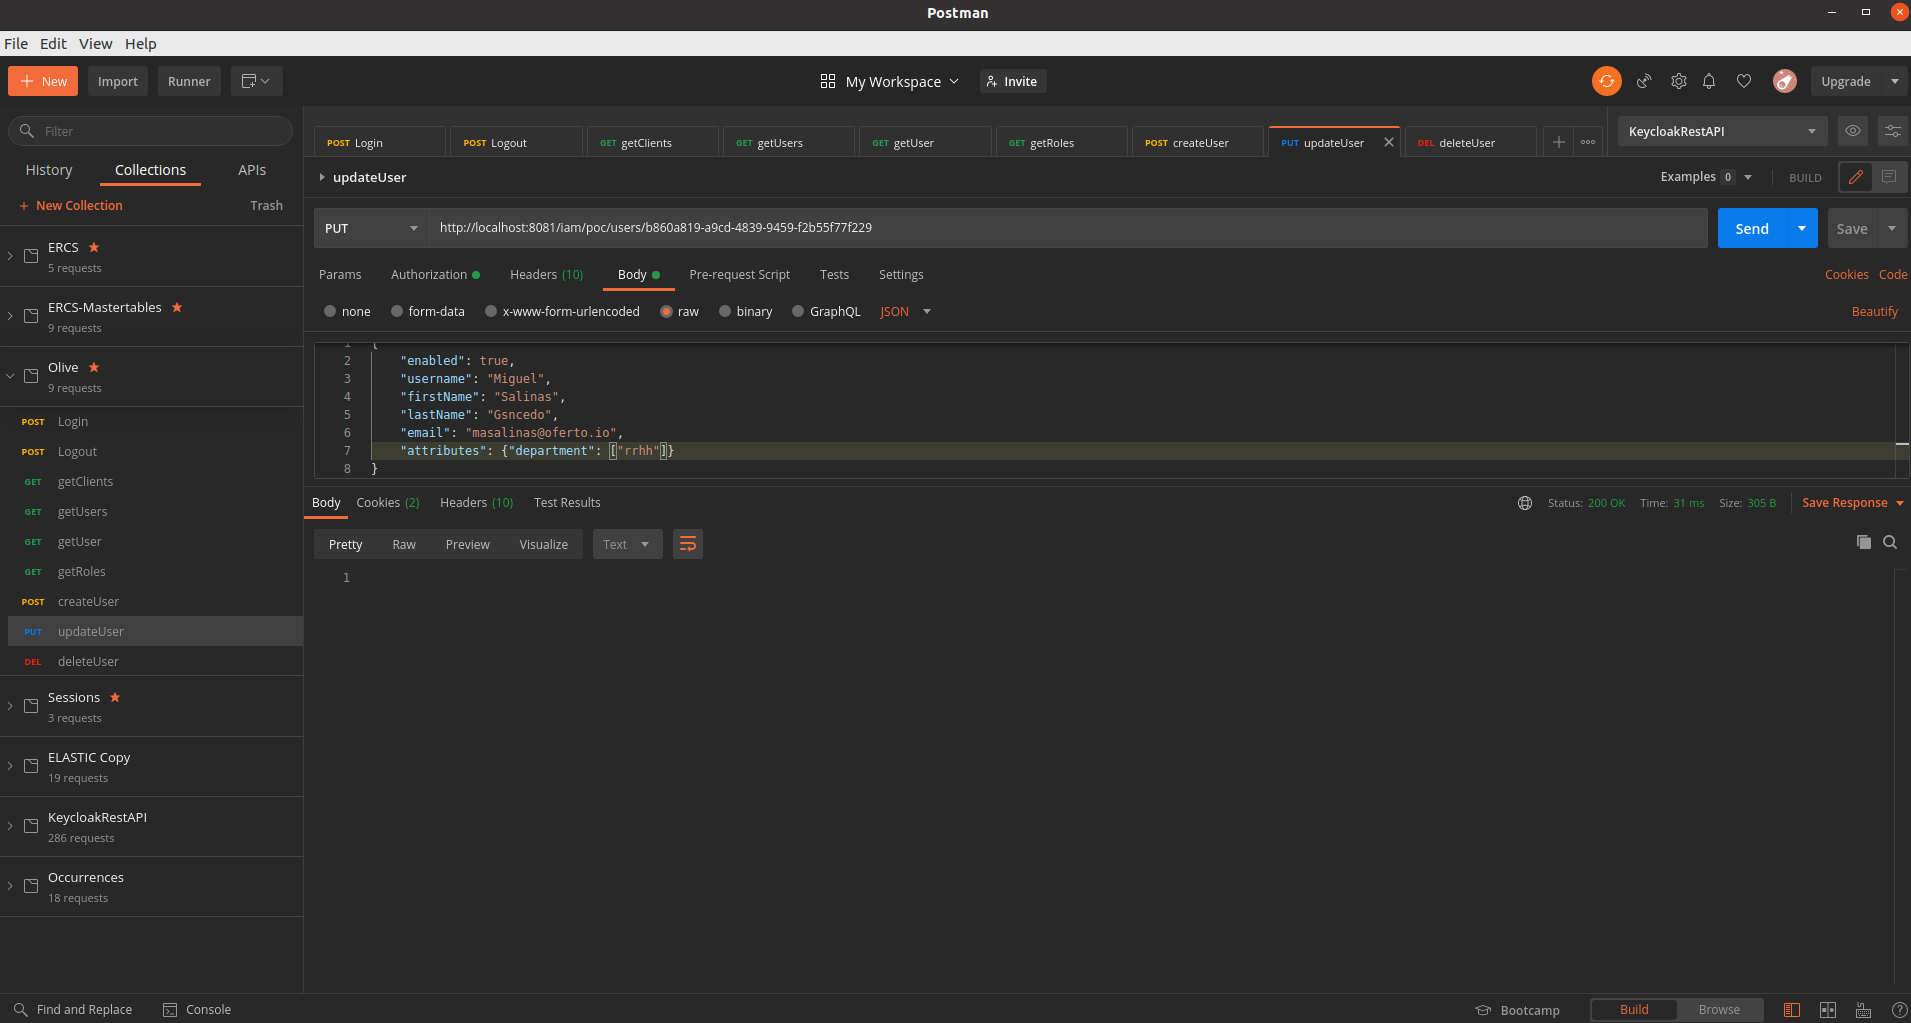 Postman
File Edit View Help
New Import Runner My Workspace Invite Upgrade
Filter
History Collections APIs
New Collection Trash
ERCS
5 requests
ERCS-Mastertables
9 requests
Olive
9 requests
POST Login
POST Logout
GET getClients
GET getUsers
GET getUser
GET getRoles
POST createUser
PUT updateUser
DEL deleteUser
Sessions
3 requests
ELASTIC Copy
19 requests
KeycloakRestAPI
286 requests
Occurrences
18 requests
POST Login POST Logout GET getClients GET getUsers GET getUser GET getRoles POST createUser PUT updateUser DEL deleteUser KeycloakRestAPI
updateUser Examples 0 BUILD
PUT http://localhost:8081/iam/poc/users/b860a819-a9cd-4839-9459-f2b55f77f229 Send Save
Params Authorization Headers (10) Body Pre-request Script Tests Settings Cookies Code
none form-data x-www-form-urlencoded raw binary GraphQL JSON Beautify
1 {
2 "enabled": true,
3 "username": "Miguel",
4 "firstName": "Salinas",
5 "lastName": "Gsncedo",
6 "email": "masalinas@oferto.io",
7 "attributes": {"department": ["rrhh"]}
8 }
Body Cookies (2) Headers (10) Test Results Status: 200 OK Time: 31 ms Size: 305 B Save Response
Pretty Raw Preview Visualize Text
1
Find and Replace Console Bootcamp Build Browse